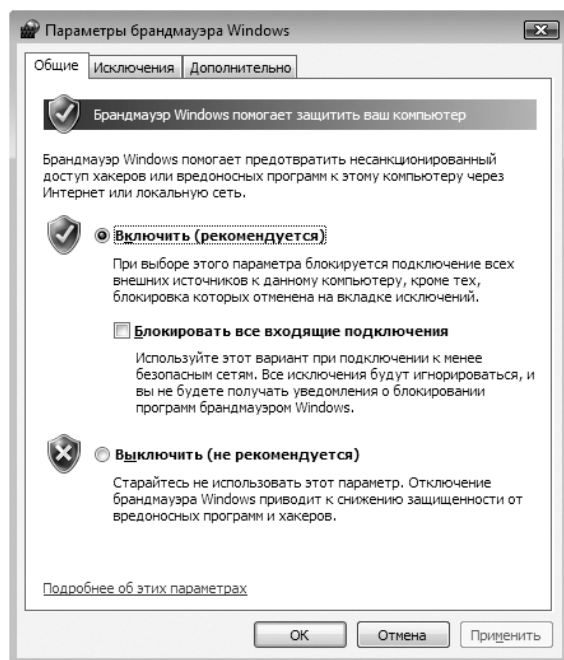 Параметры брандмауэра Windows
Общие Исключения Дополнительно
Брандмауэр Windows помогает защитить ваш компьютер
Брандмауэр Windows помогает предотвратить несанкционированный
доступ хакеров или вредоносных программ к этому компьютеру через
Интернет или локальную сеть.
Включить (рекомендуется)
При выборе этого параметра блокируется подключение всех
внешних источников к данному компьютеру, кроме тех,
блокировка которых отменена на вкладке исключений.
Блокировать все входящие подключения
Используйте этот вариант при подключении к менее
безопасным сетям. Все исключения будут игнорироваться, и
вы не будете получать уведомления о блокировании
программ брандмауэром Windows.
Выключить (не рекомендуется)
Старайтесь не использовать этот параметр. Отключение
брандмауэра Windows приводит к снижению защищенности от
вредоносных программ и хакеров.
Подробнее об этих параметрах
ОК Отмена Применить